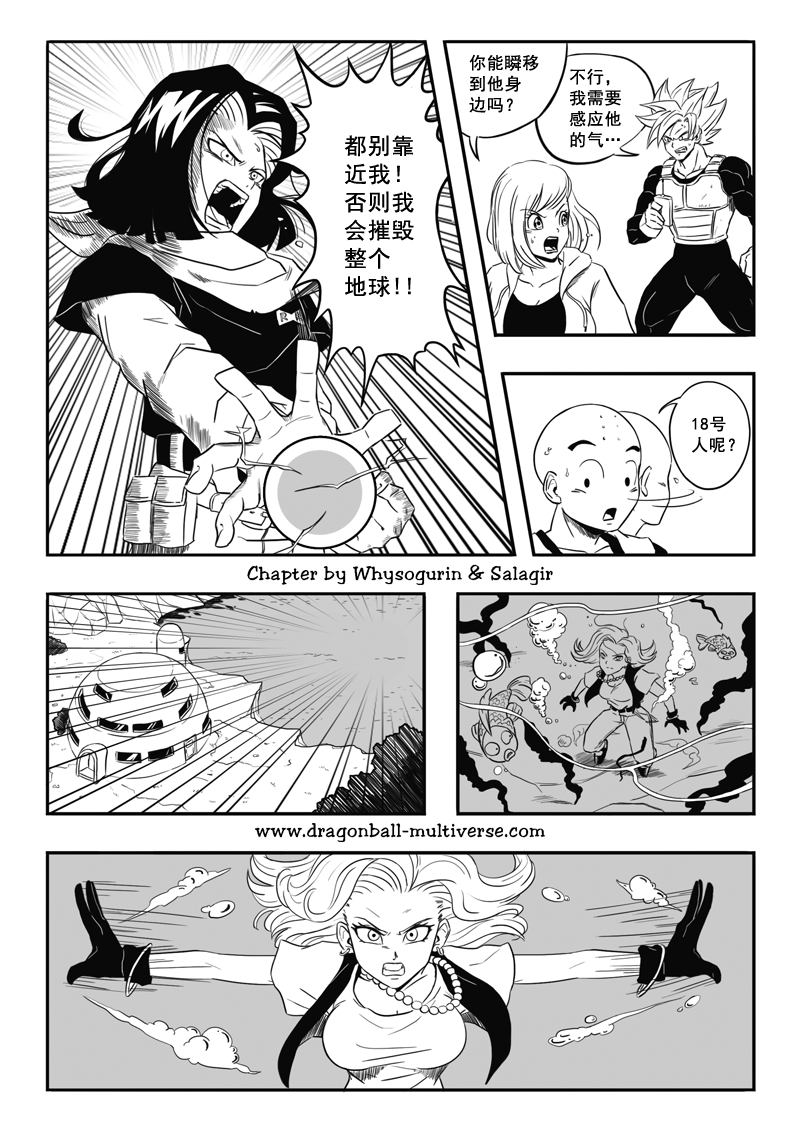 都别靠
近我！
否则我
会摧毁
整个
地球！！
你能瞬移
到他身
边吗？
不行，
我需要
感应他
的气…
18号
人呢？
Chapter by Whysogurin & Salagir
www.dragonball-multiverse.com